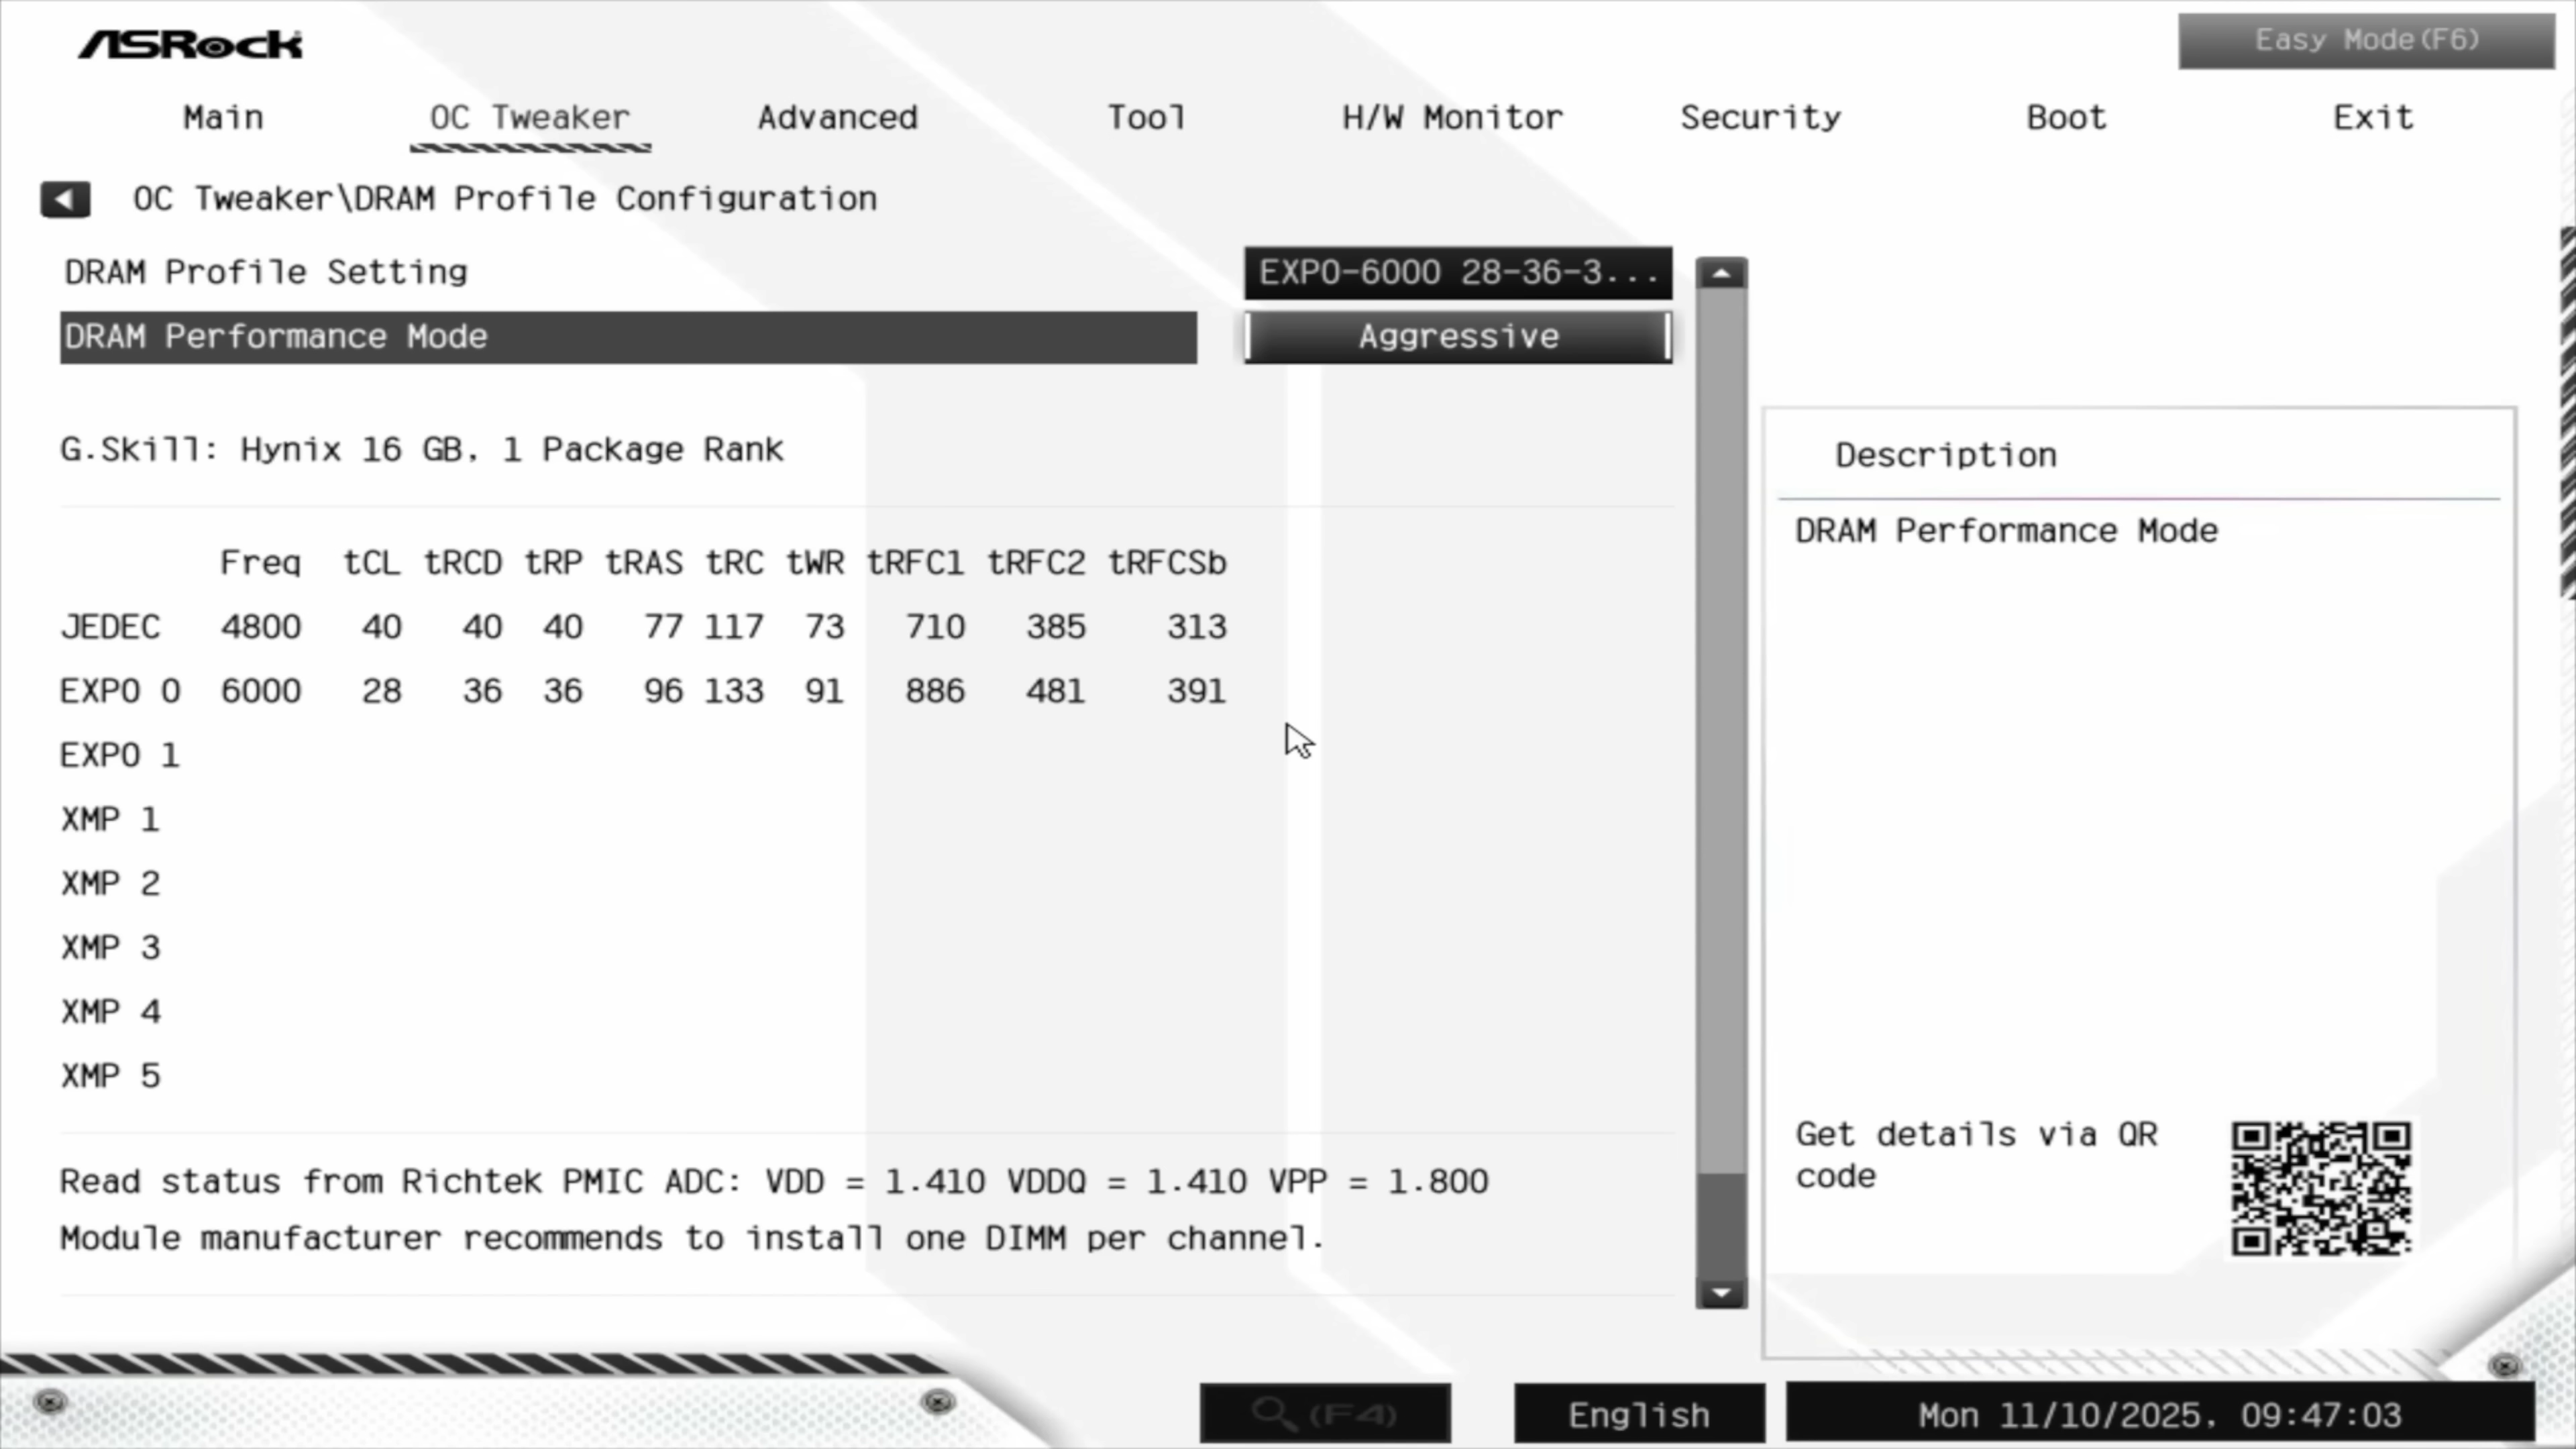 ASRock
Easy Mode(F6)
Main OC Tweaker Advanced Tool H/W Monitor Security Boot Exit
OC Tweaker\DRAM Profile Configuration
DRAM Profile Setting EXPO-6000 28-36-3...
DRAM Performance Mode Aggressive
G.Skill: Hynix 16 GB, 1 Package Rank
Freq tCL tRCD tRP tRAS tRC tWR tRFC1 tRFC2 tRFCSb
JEDEC 4800 40 40 40 77 117 73 710 385 313
EXPO 0 6000 28 36 36 96 133 91 886 481 391
EXPO 1
XMP 1
XMP 2
XMP 3
XMP 4
XMP 5
Read status from Richtek PMIC ADC: VDD = 1.410 VDDQ = 1.410 VPP = 1.800
Module manufacturer recommends to install one DIMM per channel.
Description
DRAM Performance Mode
Get details via QR
code
(F4)
English
Mon 11/10/2025, 09:47:03